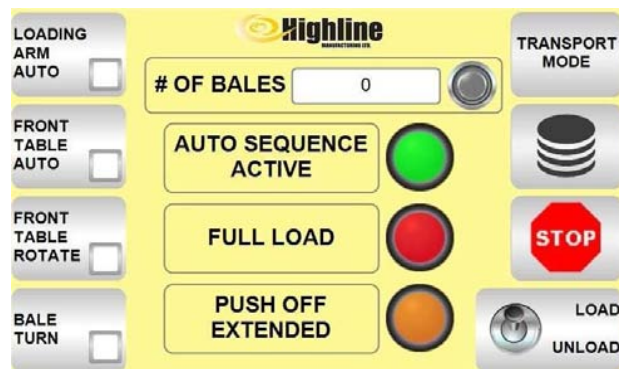 LOADING
ARM
AUTO
FRONT
TABLE
AUTO
FRONT
TABLE
ROTATE
BALE
TURN
Highline
MANUFACTURING LTD.
# OF BALES 0
AUTO SEQUENCE
ACTIVE
FULL LOAD
PUSH OFF
EXTENDED
TRANSPORT
MODE
STOP
LOAD
UNLOAD